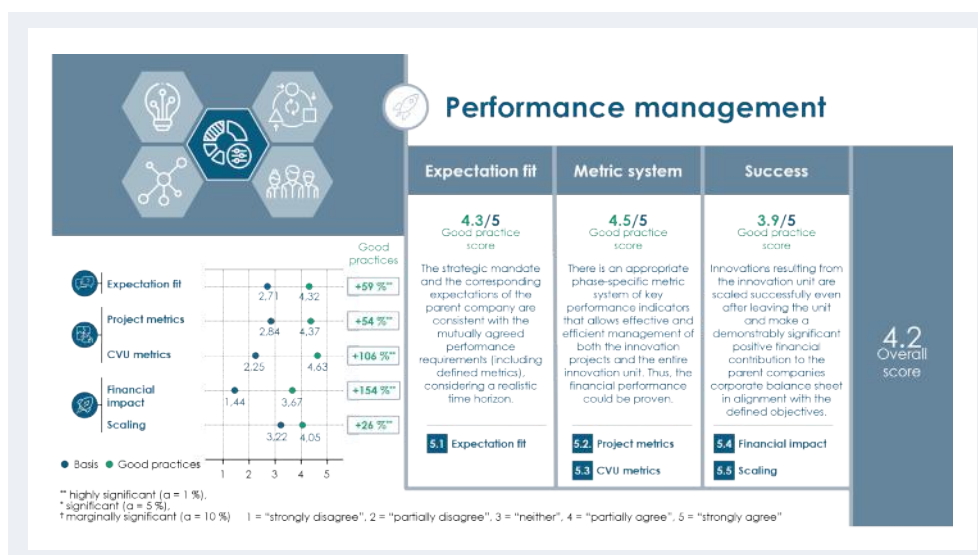 Performance management
Expectation fit
Metric system
Success
4.3/5
Good practice
score
The strategic mandate
and the corresponding
expectations of the
parent company are
consistent with the
mutually agreed
performance
requirements (including
defined metrics),
considering a realistic
time horizon.
5.1 Expectation fit
4.5/5
Good practice
score
There is an appropriate
phase-specific metric
system of key
performance indicators
that allows effective and
efficient management of
both the innovation
projects and the entire
innovation unit. Thus, the
financial performance
could be proven.
5.2. Project metrics
5.3 CVU metrics
3.9/5
Good practice
score
Innovations resulting from
the innovation unit are
scaled successfully even
after leaving the unit
and make a
demonstrably significant
positive financial
contribution to the
parent companies
corporate balance sheet
in alignment with the
defined objectives.
5.4 Financial impact
5.5 Scaling
4.2
Overall
score
Good
practices
Expectation fit
2,71 4,32
+59 %**
Project metrics
2,84 4,37
+54 %**
CVU metrics
2,25 4,63
+106 %**
Financial
impact
1,44 3,67
+154 %**
Scaling
3,22 4,05
+26 %**
Basis Good practices
1 2 3 4 5
** highly significant (a = 1 %),
* significant (a = 5 %),
† marginally significant (a = 10 %) 1 = “strongly disagree”, 2 = “partially disagree”, 3 = “neither”, 4 = “partially agree”, 5 = “strongly agree”